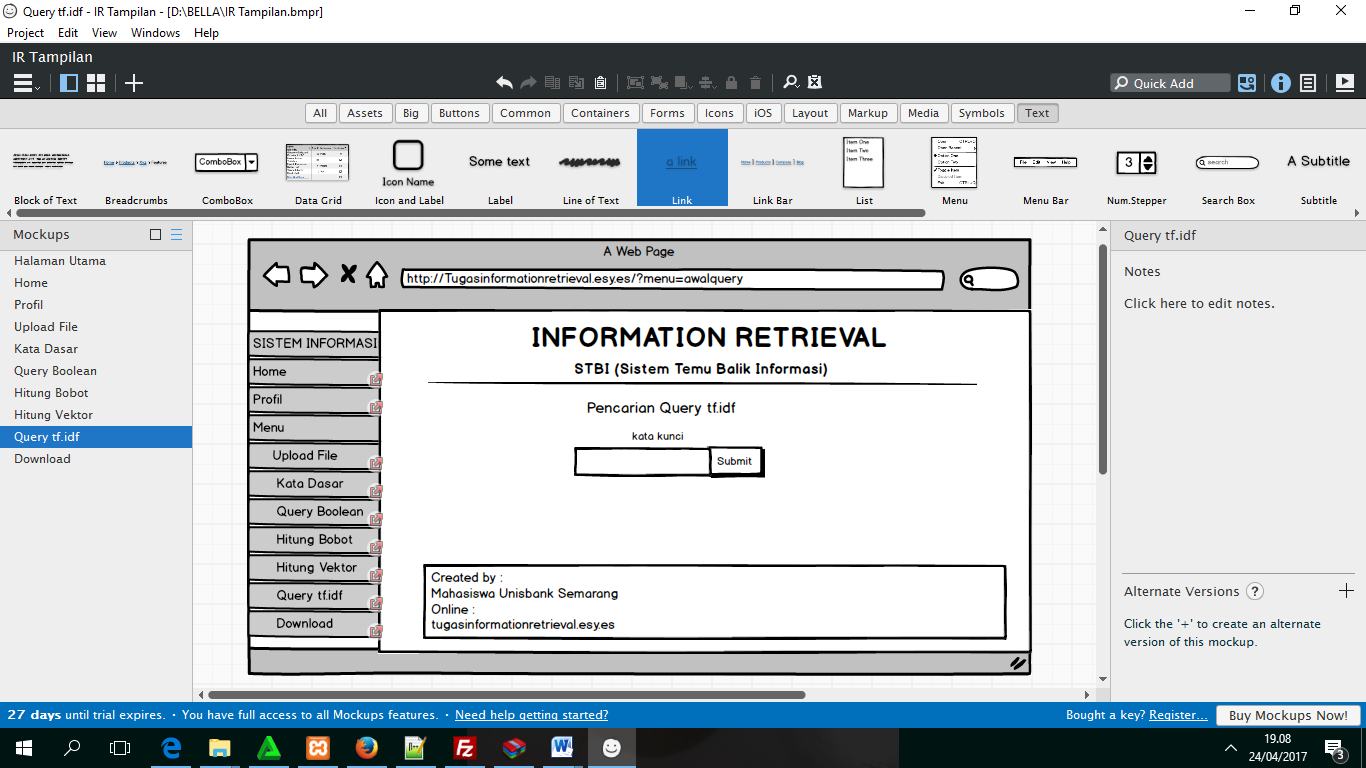 Query tf.idf - IR Tampilan - [D:\BELLA\IR Tampilan.bmpr]
Project Edit View Windows Help
IR Tampilan
Quick Add
All Assets Big Buttons Common Containers Forms Icons iOS Layout Markup Media Symbols Text
ComboBox
Icon Name
Some text
a link
Item One
Item Two
Item Three
File Edit View Help
3
search
A Subtitle
Block of Text Breadcrumbs ComboBox Data Grid Icon and Label Label Line of Text Link Link Bar List Menu Menu Bar Num.Stepper Search Box Subtitle
Mockups
Halaman Utama
Home
Profil
Upload File
Kata Dasar
Query Boolean
Hitung Bobot
Hitung Vektor
Query tf.idf
Download
A Web Page
http://Tugasinformationretrieval.esy.es/?menu=awalquery
SISTEM INFORMASI
Home
Profil
Menu
Upload File
Kata Dasar
Query Boolean
Hitung Bobot
Hitung Vektor
Query tf.idf
Download
INFORMATION RETRIEVAL
STBI (Sistem Temu Balik Informasi)
Pencarian Query tf.idf
kata kunci
Submit
Created by :
Mahasiswa Unisbank Semarang
Online :
tugasinformationretrieval.esy.es
Query tf.idf
Notes
Click here to edit notes.
Alternate Versions ?
Click the '+' to create an alternate
version of this mockup.
27 days until trial expires. · You have full access to all Mockups features. · Need help getting started?
Bought a key? Register... Buy Mockups Now!
19.08
24/04/2017
3